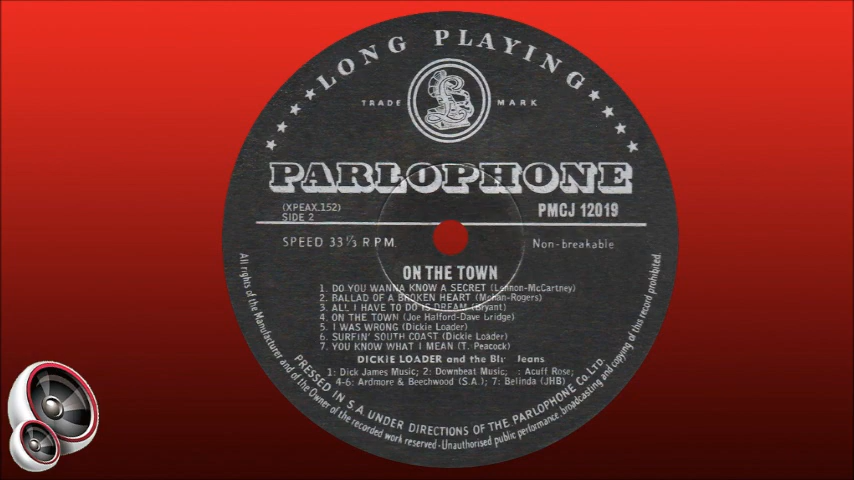 ★ ★ ★ ★ LONG PLAYING ★ ★ ★ ★
TRADE MARK
PARLOPHONE
(XPEAX.152)
SIDE 2
PMCJ 12019
SPEED 33⅓ R.P.M.
Non-breakable
ON THE TOWN
1. DO YOU WANNA KNOW A SECRET (Lennon-McCartney)
2. BALLAD OF A BROKEN HEART (Mohan-Rogers)
3. ALL I HAVE TO DO IS DREAM (Bryant)
4. ON THE TOWN (Joe Halford-Dave Bridge)
5. I WAS WRONG (Dickie Loader)
6. SURFIN' SOUTH COAST (Dickie Loader)
7. YOU KNOW WHAT I MEAN (T. Peacock)
DICKIE LOADER and the Jeans
1: Dick James Music; 2: Downbeat Music; : Acuff Rose;
4-6: Ardmore & Beechwood (S.A.); 7: Belinda (JHB)
PRESSED IN S.A. UNDER DIRECTIONS OF THE PARLOPHONE CO. LTD.
All rights of the Manufacturer and of the Owner of the recorded work reserved - Unauthorised public performance broadcasting and copying of this record prohibited.